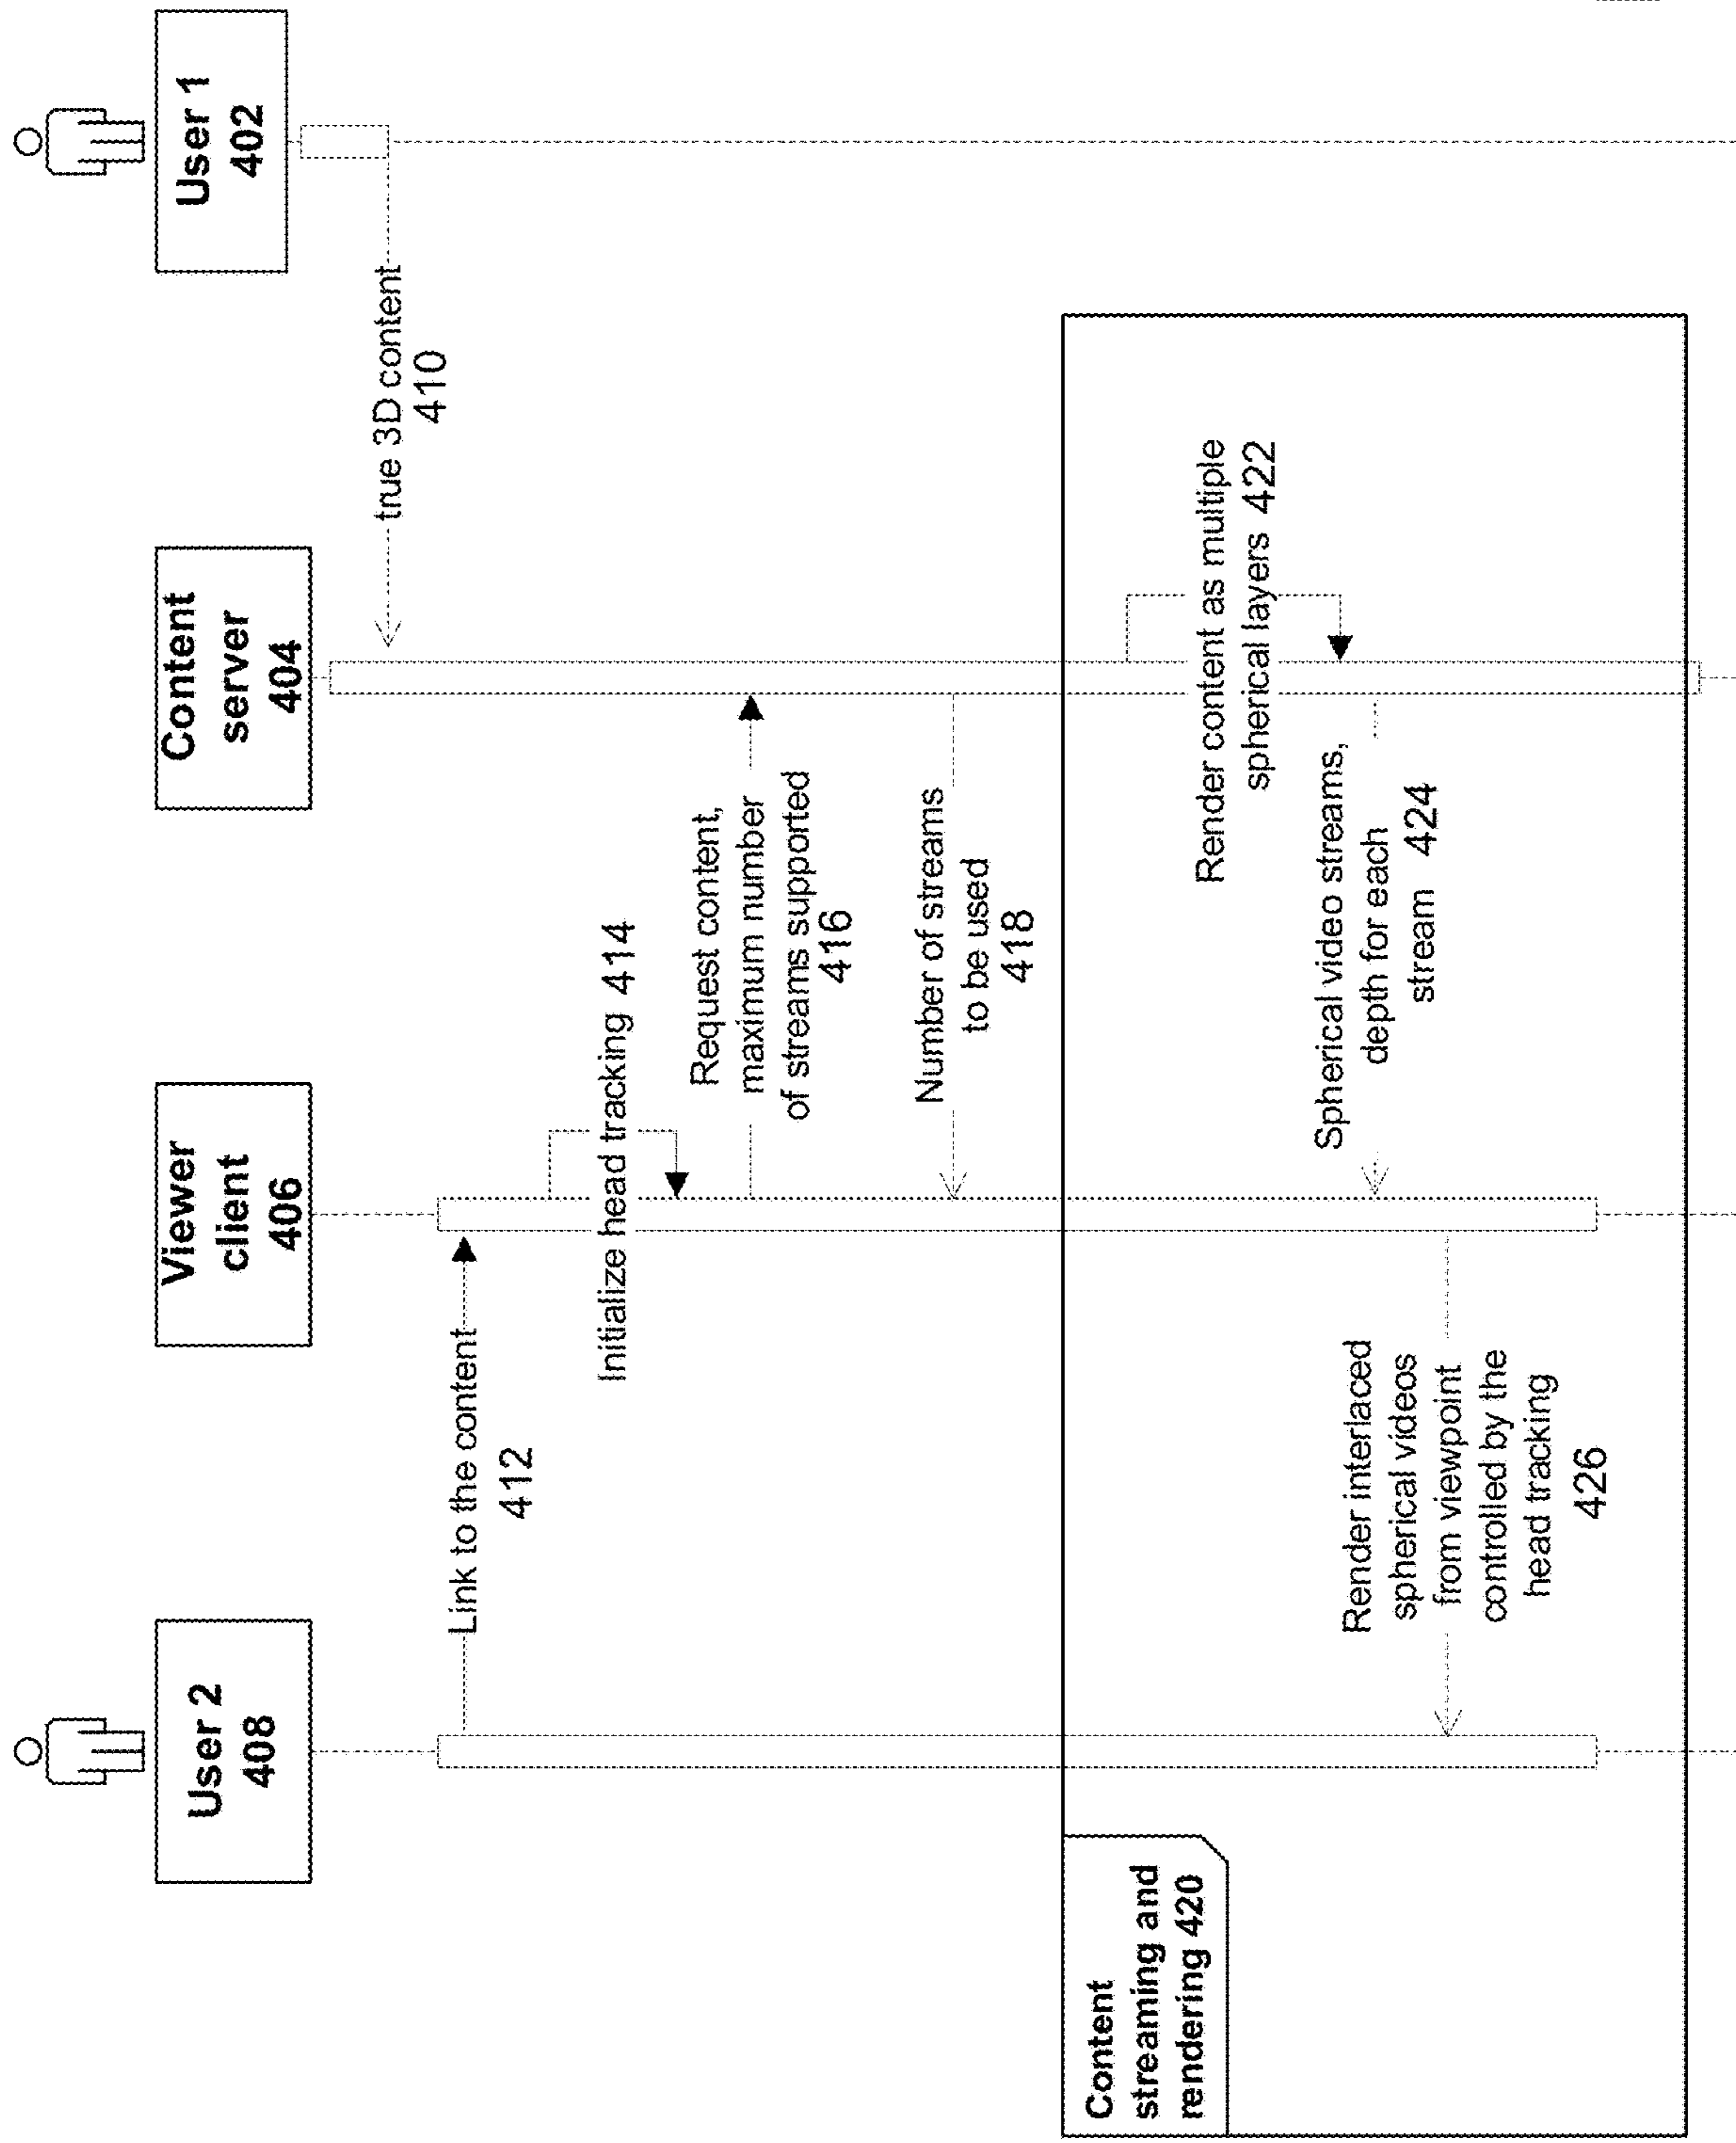 User 2
408
Viewer
client
406
Content
server
404
User 1
402
true 3D content
410
Link to the content
412
Initialize head tracking 414
Request content,
maximum number
of streams supported
416
Number of streams
to be used
418
Content
streaming and
rendering 420
Render content as multiple
spherical layers 422
Spherical video streams,
depth for each
stream 424
Render interlaced
spherical videos
from viewpoint
controlled by the
head tracking
426